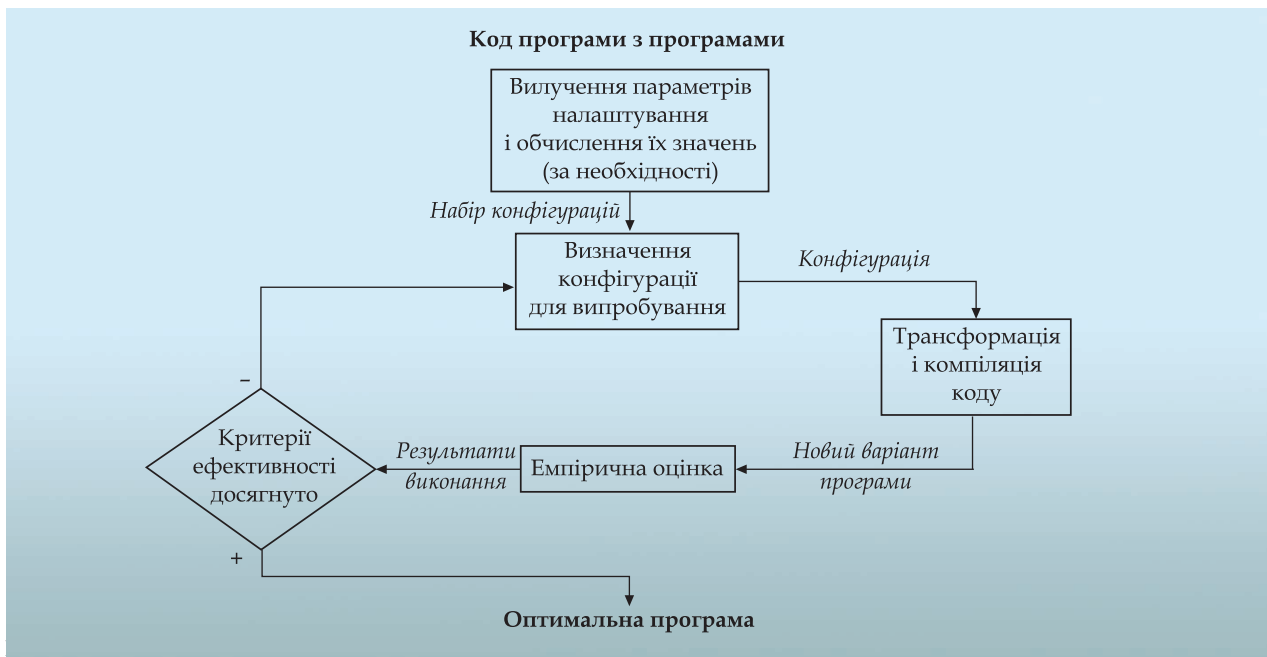 Код програми з програмами
Вилучення параметрів
налаштування
і обчислення їх значень
(за необхідності)
Набір конфігурацій
Визначення
конфігурації
для випробування
Конфігурація
Трансформація
і компіляція
коду
Новий варіант
програми
Емпірична оцінка
Результати
виконання
–
Критерії
ефективності
досягнуто
+
Оптимальна програма